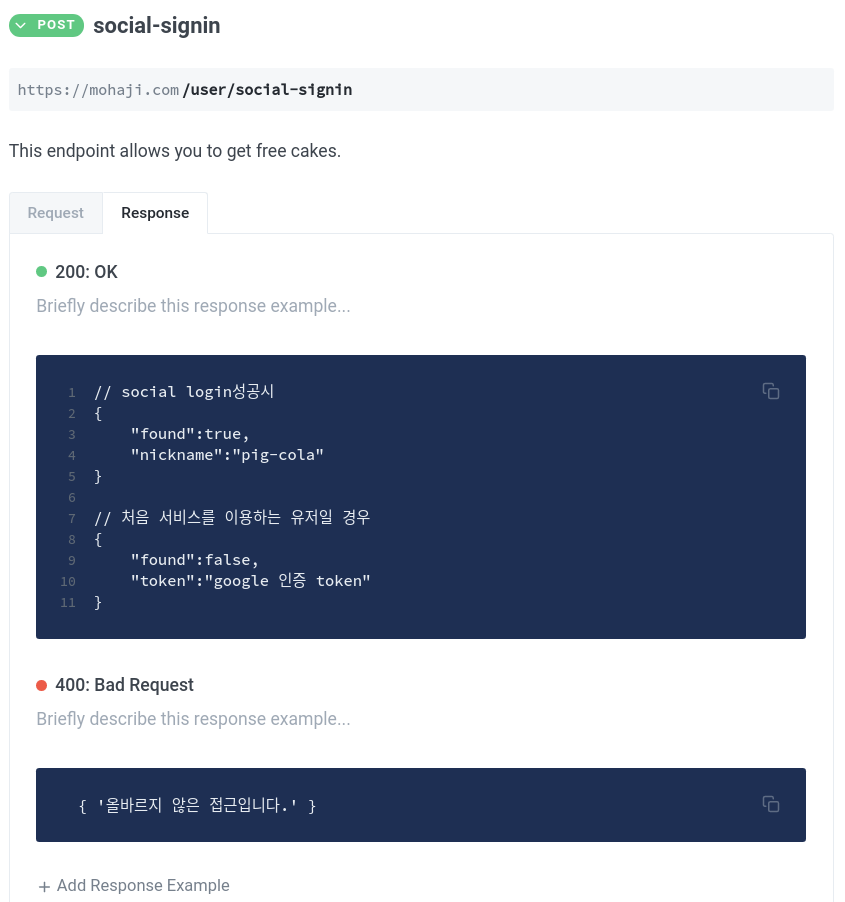 POST social-signin
https://mohaji.com/user/social-signin
This endpoint allows you to get free cakes.
Request Response
200: OK
Briefly describe this response example...
1 // social login성공시
2 {
3 "found":true,
4 "nickname":"pig-cola"
5 }
6
7 // 처음 서비스를 이용하는 유저일 경우
8 {
9 "found":false,
10 "token":"google 인증 token"
11 }
400: Bad Request
Briefly describe this response example...
{ '올바르지 않은 접근입니다.' }
+ Add Response Example